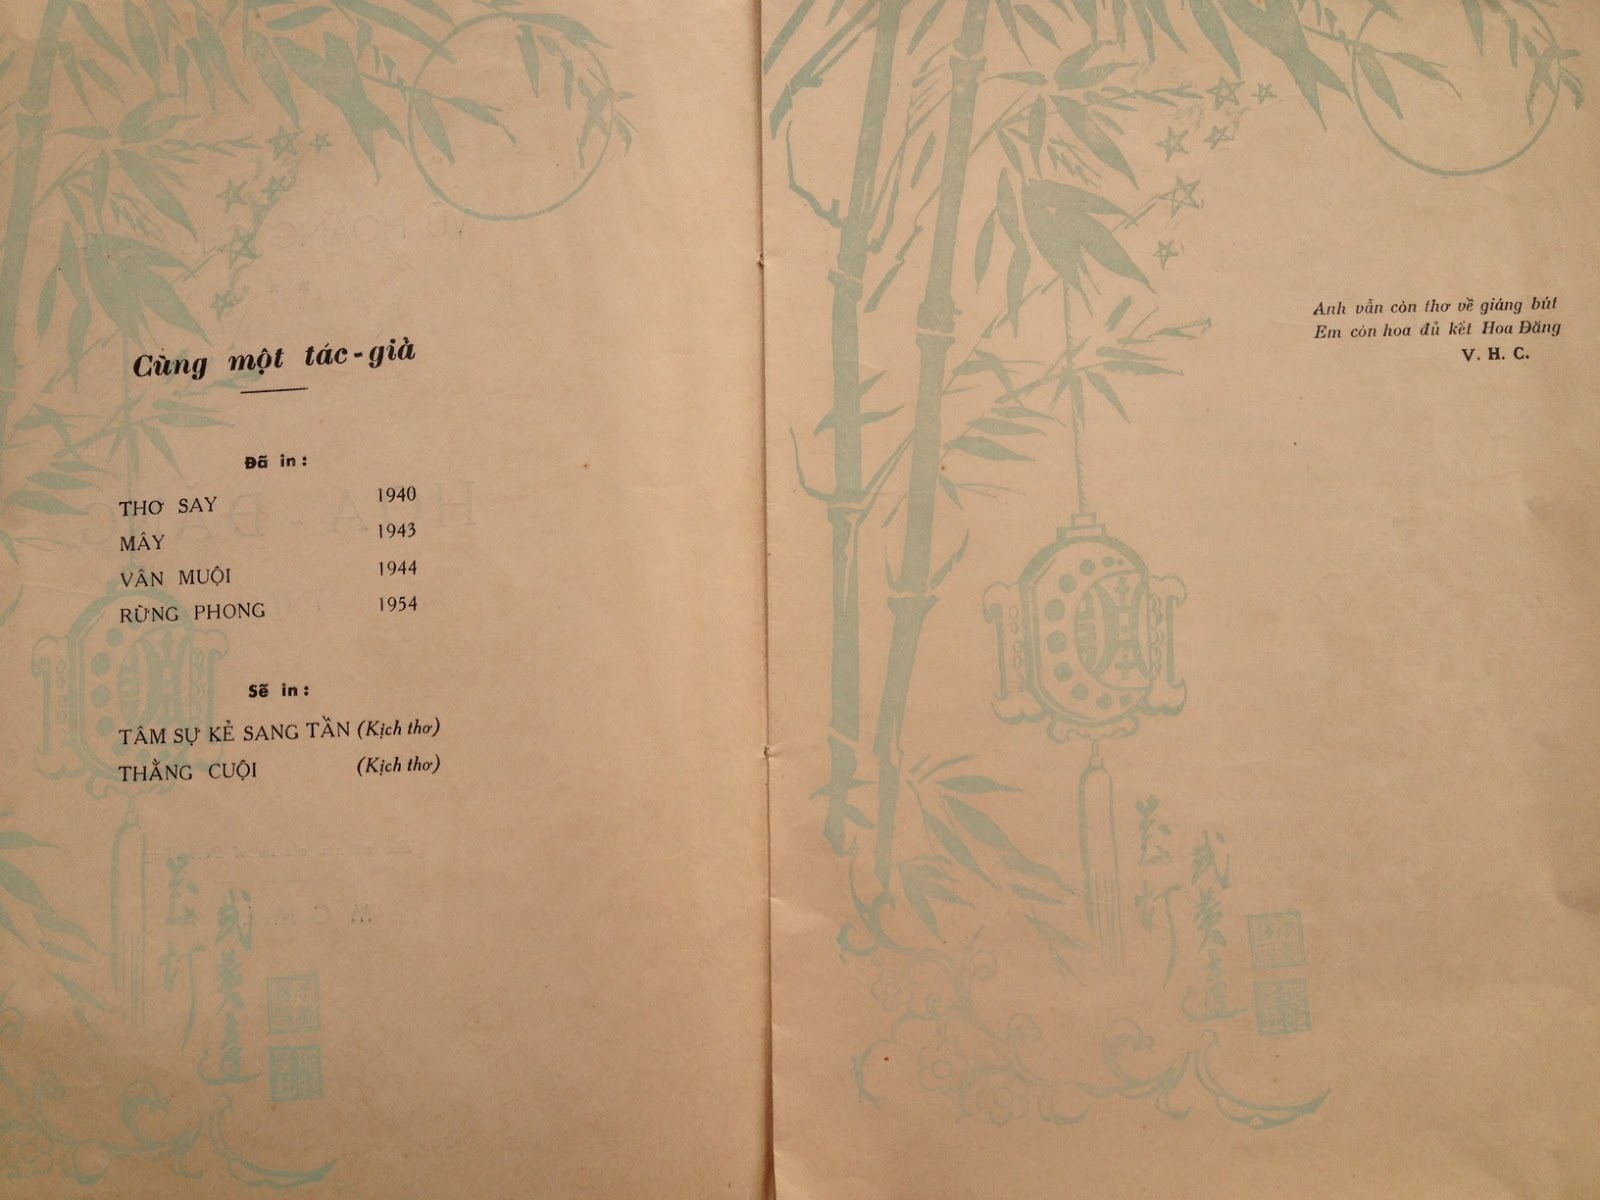 Cùng một tác-giả
Đã in :
THƠ SAY 1940
MÂY 1943
VÂN MUỘI 1944
RỪNG PHONG 1954
Sẽ in :
TÂM SỰ KẺ SANG TẦN (Kịch thơ)
THẰNG CUỘI (Kịch thơ)
Anh vẫn còn thơ về giáng bút
Em còn hoa đủ kết Hoa Đăng
V. H. C.